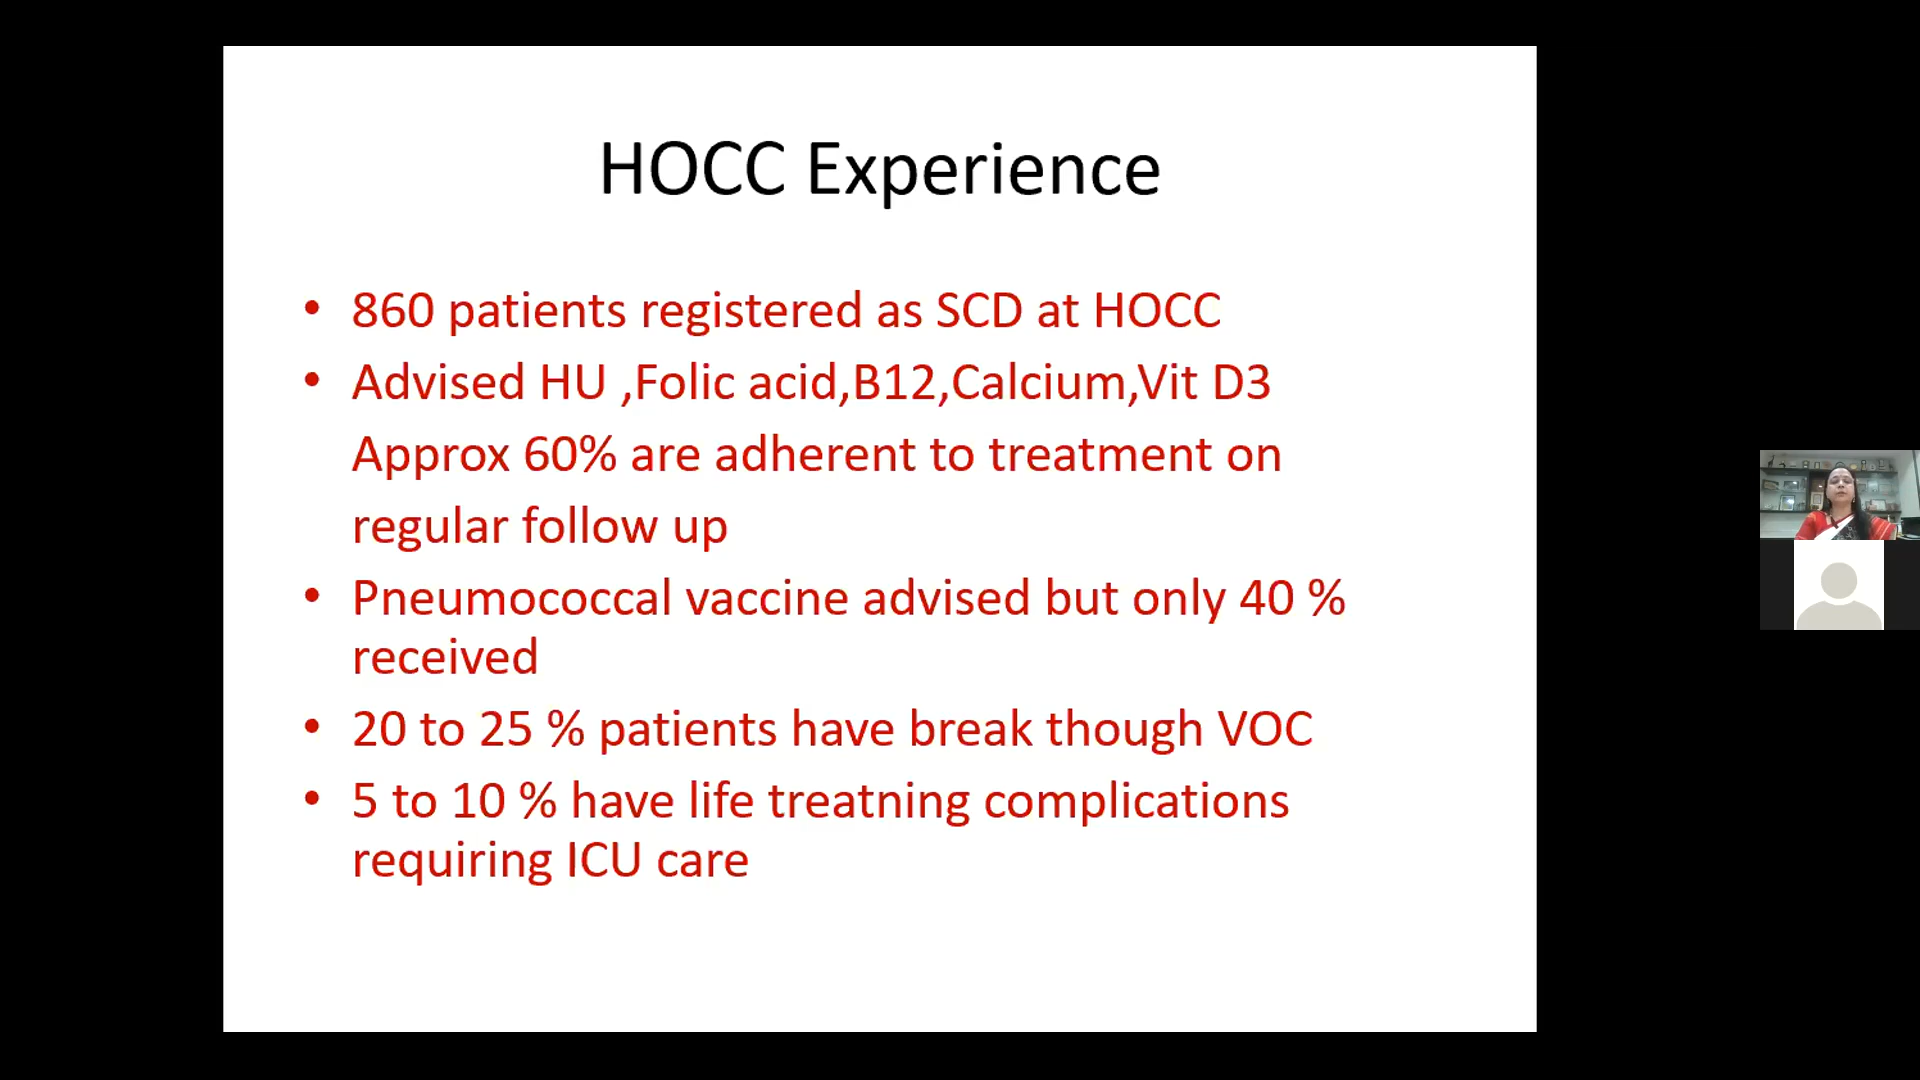 HOCC Experience
• 860 patients registered as SCD at HOCC
• Advised HU ,Folic acid,B12,Calcium,Vit D3
Approx 60% are adherent to treatment on
regular follow up
• Pneumococcal vaccine advised but only 40 %
received
• 20 to 25 % patients have break though VOC
• 5 to 10 % have life treatning complications
requiring ICU care